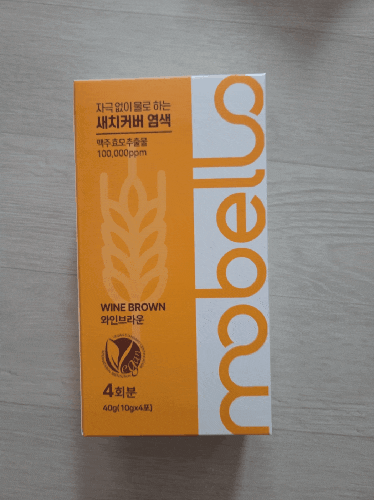 자극 없이 물로 하는
새치커버 염색
맥주효모추출물
100,000ppm
WINE BROWN
와인브라운
4회분
40g(10gx4포)
mobello